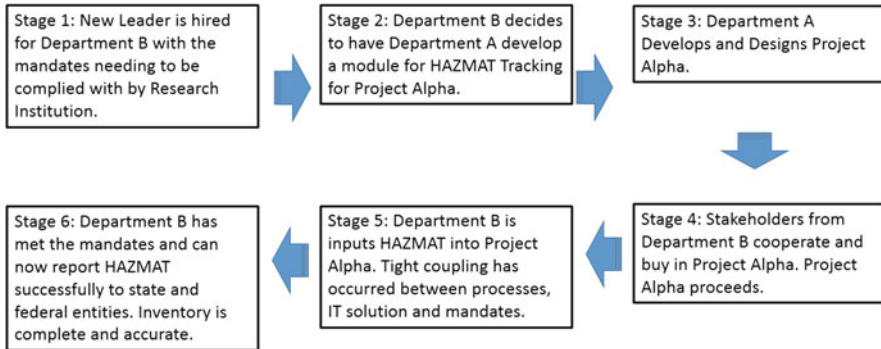 Stage 1: New Leader is hired
for Department B with the
mandates needing to be
complied with by Research
Institution.
Stage 2: Department B decides
to have Department A develop
a module for HAZMAT Tracking
for Project Alpha.
Stage 3: Department A
Develops and Designs Project
Alpha.
Stage 4: Stakeholders from
Department B cooperate and
buy in Project Alpha. Project
Alpha proceeds.
Stage 5: Department B is
inputs HAZMAT into Project
Alpha. Tight coupling has
occurred between processes,
IT solution and mandates.
Stage 6: Department B has
met the mandates and can
now report HAZMAT
successfully to state and
federal entities. Inventory is
complete and accurate.